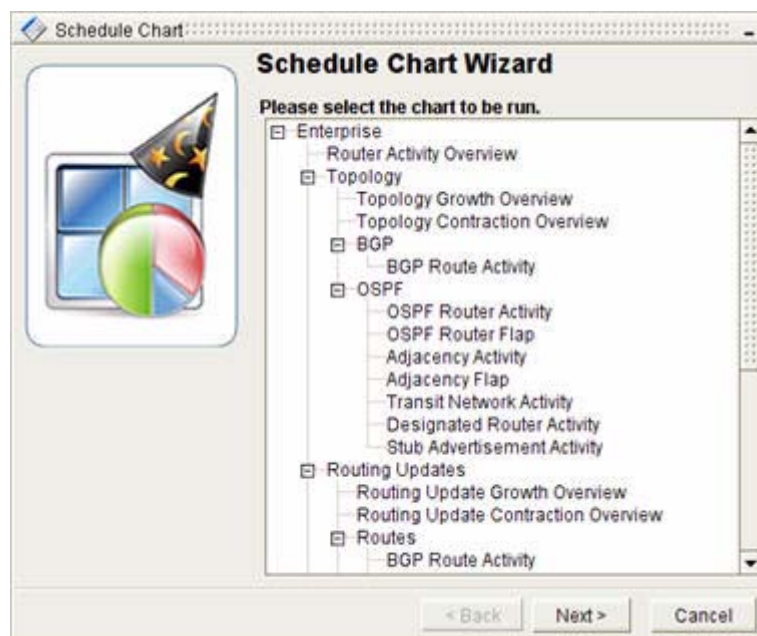 Schedule Chart
Schedule Chart Wizard
Please select the chart to be run.
Enterprise
Router Activity Overview
Topology
Topology Growth Overview
Topology Contraction Overview
BGP
BGP Route Activity
OSPF
OSPF Router Activity
OSPF Router Flap
Adjacency Activity
Adjacency Flap
Transit Network Activity
Designated Router Activity
Stub Advertisement Activity
Routing Updates
Routing Update Growth Overview
Routing Update Contraction Overview
Routes
BGP Route Activity
< Back Next > Cancel